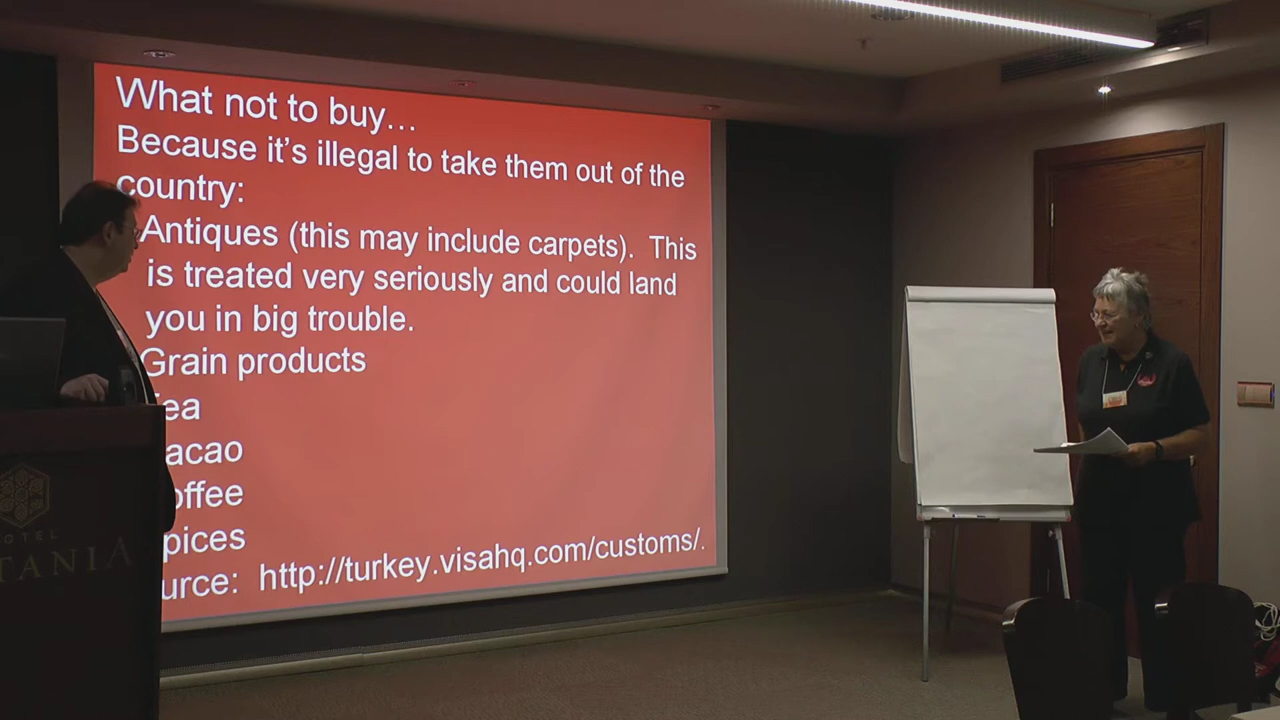 What not to buy...
Because it's illegal to take them out of the
country:
Antiques (this may include carpets).  This
is treated very seriously and could land
you in big trouble.
Grain products
ea
acao
offee
pices
urce:  http://turkey.visahq.com/customs/.
OTEL
TANIA